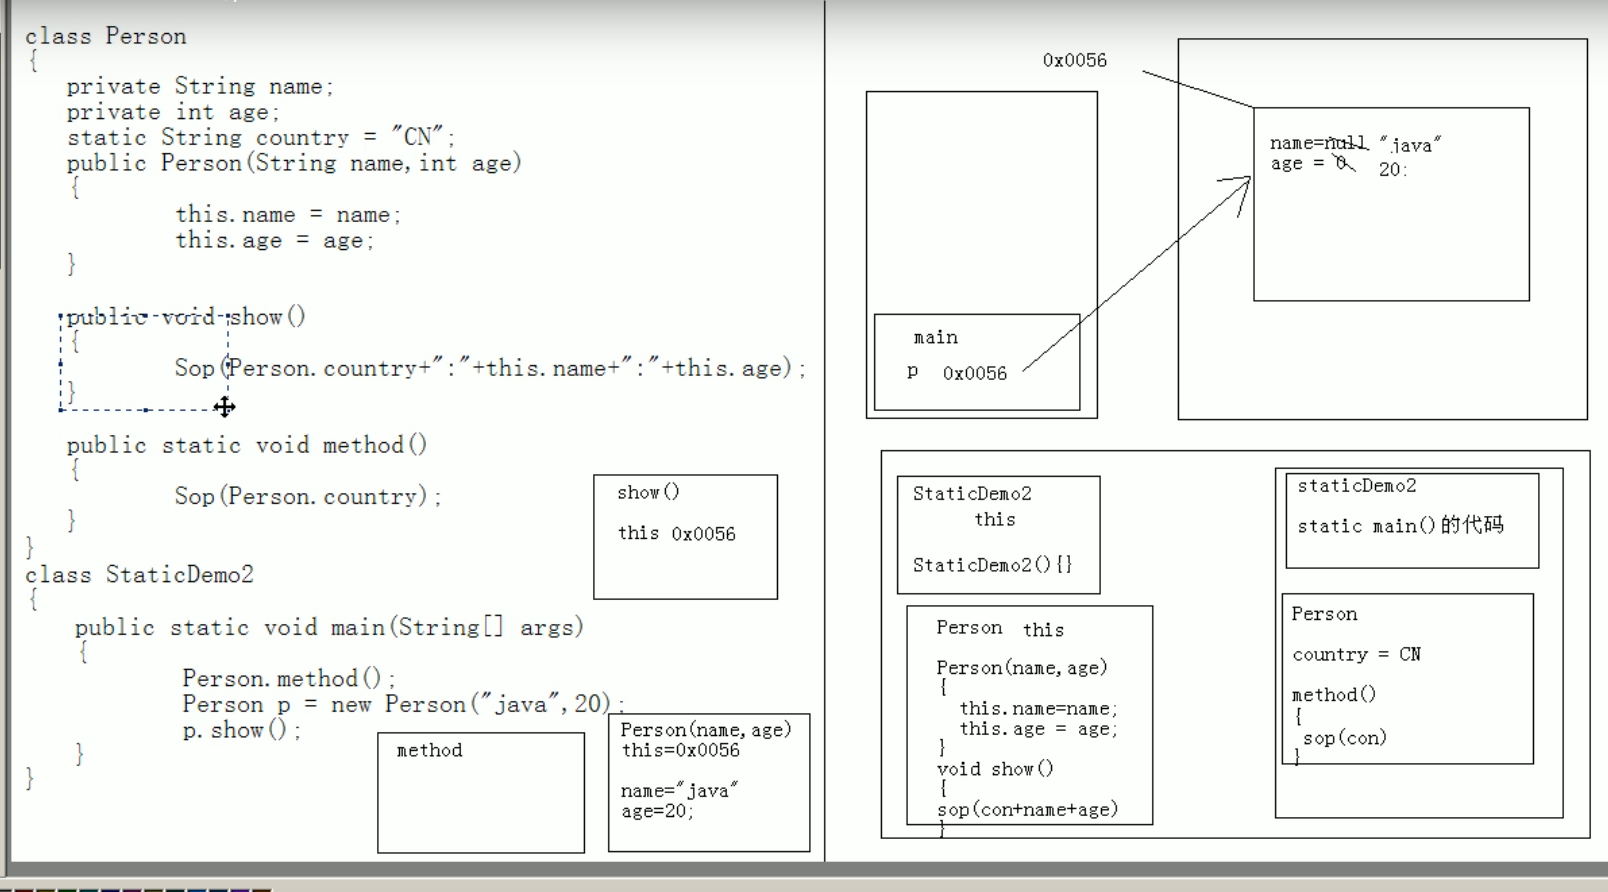 class Person
{
private String name;
private int age;
static String country = "CN";
public Person(String name,int age)
{
this.name = name;
this.age = age;
}
public void show()
{
Sop(Person.country+":"+this.name+":"+this.age);
}
public static void method()
{
Sop(Person.country);
}
}
class StaticDemo2
{
public static void main(String[] args)
{
Person.method();
Person p = new Person("java",20);
p.show();
}
}
show()
this 0x0056
method
Person(name,age)
this=0x0056
name="java"
age=20;
0x0056
name=null "java"
age = 0 20:
main
p 0x0056
StaticDemo2
this
StaticDemo2(){}
Person this
Person(name,age)
{
this.name=name;
this.age = age;
}
void show()
{
sop(con+name+age)
}
staticDemo2
static main()的代码
Person
country = CN
method()
{
sop(con)
}